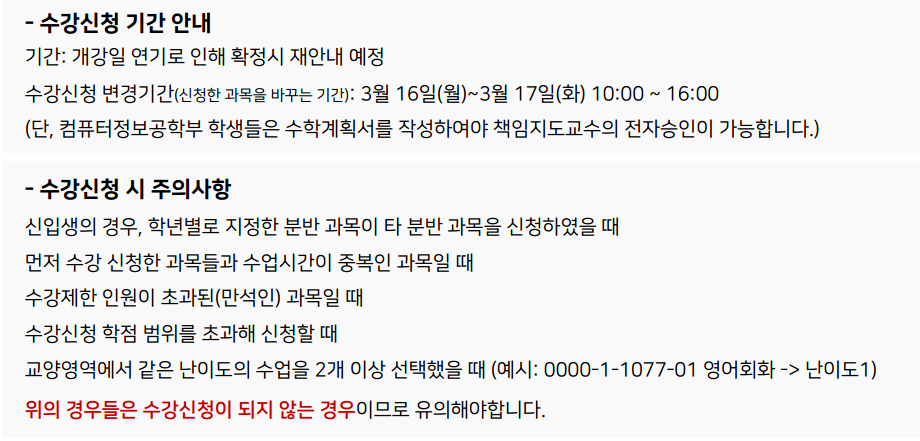 - 수강신청 기간 안내
기간: 개강일 연기로 인해 확정시 재안내 예정
수강신청 변경기간(신청한 과목을 바꾸는 기간): 3월 16일(월)~3월 17일(화) 10:00 ~ 16:00
(단, 컴퓨터정보공학부 학생들은 수학계획서를 작성하여야 책임지도교수의 전자승인이 가능합니다.)
- 수강신청 시 주의사항
신입생의 경우, 학년별로 지정한 분반 과목이 타 분반 과목을 신청하였을 때
먼저 수강 신청한 과목들과 수업시간이 중복인 과목일 때
수강제한 인원이 초과된(만석인) 과목일 때
수강신청 학점 범위를 초과해 신청할 때
교양영역에서 같은 난이도의 수업을 2개 이상 선택했을 때 (예시: 0000-1-1077-01 영어회화 -> 난이도1)
위의 경우들은 수강신청이 되지 않는 경우이므로 유의해야합니다.